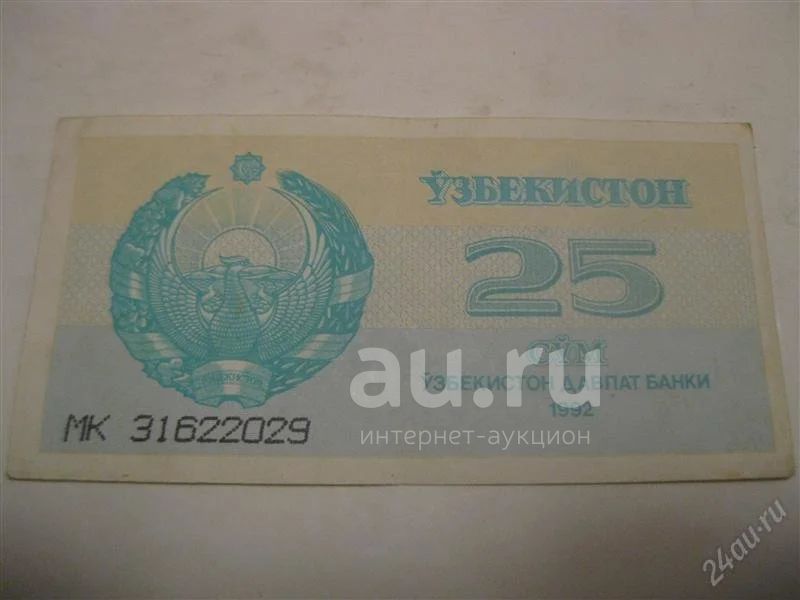 ЎЗБЕКИСТОН
25
СЎМ
ЎЗБЕКИСТОН ДАВЛАТ БАНКИ
1992
МК 31622029
au.ru
интернет-аукцион
24au.ru